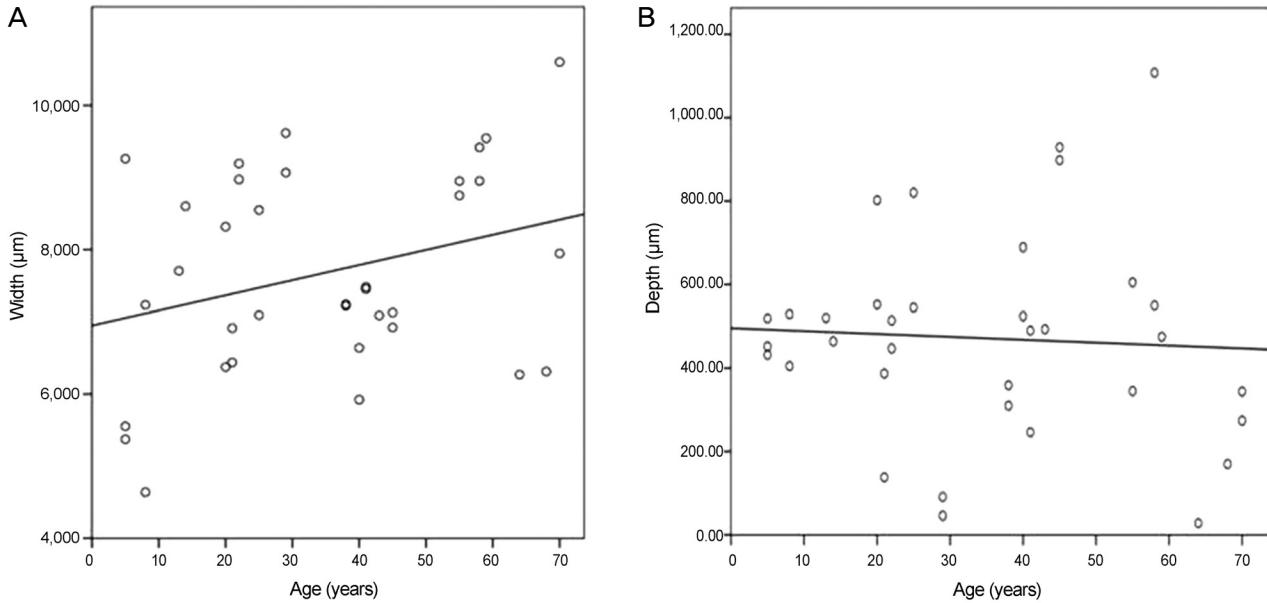 A
Width (μm)
10,000
8,000
6,000
4,000
0 10 20 30 40 50 60 70
Age (years)
B
Depth (μm)
1,200.00
1,000.00
800.00
600.00
400.00
200.00
0.00
0 10 20 30 40 50 60 70
Age (years)